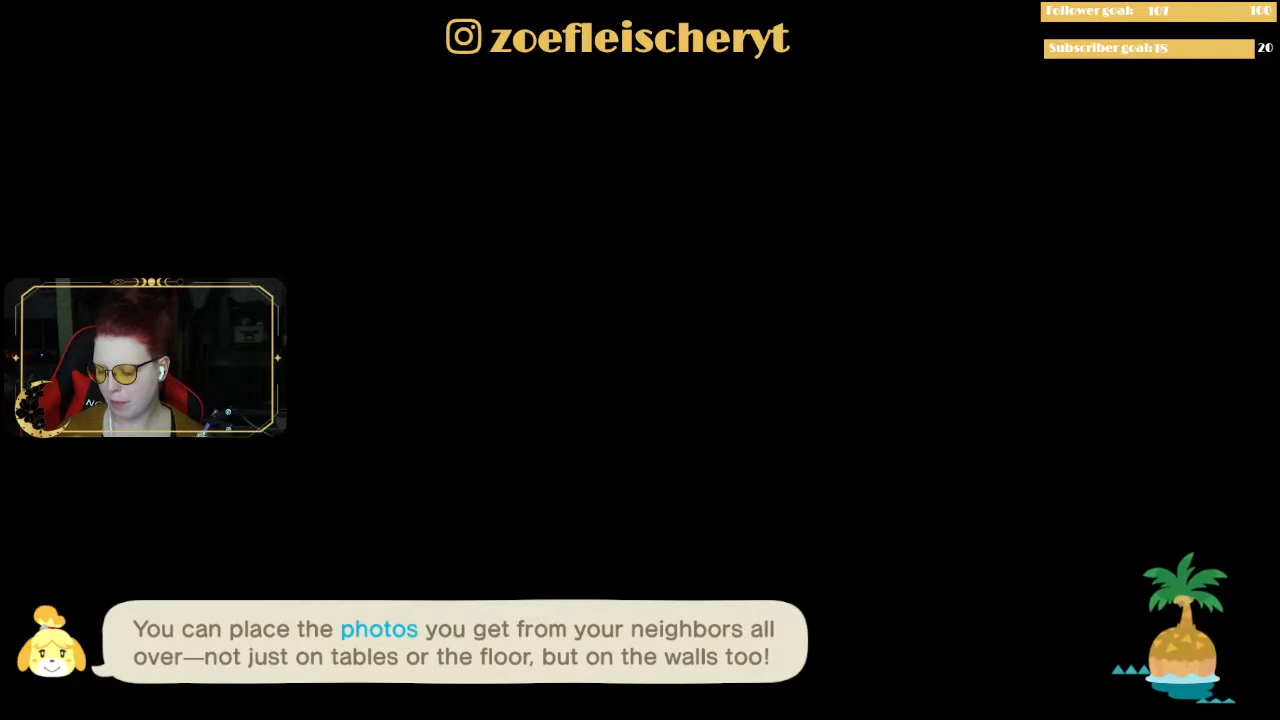 zoefleischeryt
Follower goal: 107 100
Subscriber goal: 18 20
You can place the photos you get from your neighbors all
over—not just on tables or the floor, but on the walls too!